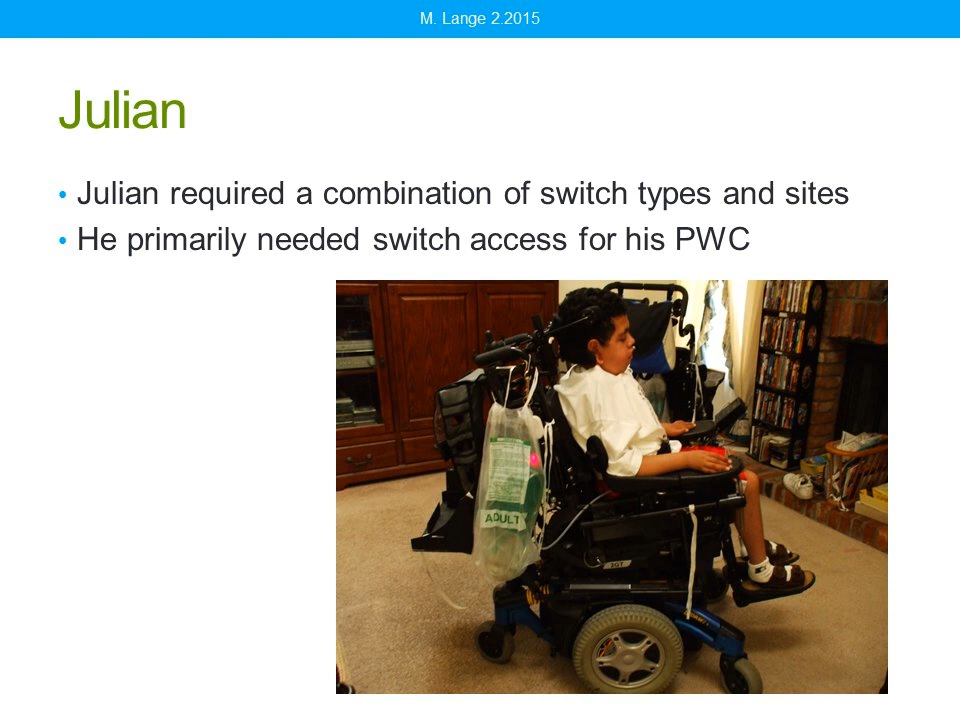 M. Lange 2.2015
Julian
• Julian required a combination of switch types and sites
• He primarily needed switch access for his PWC
ADULT